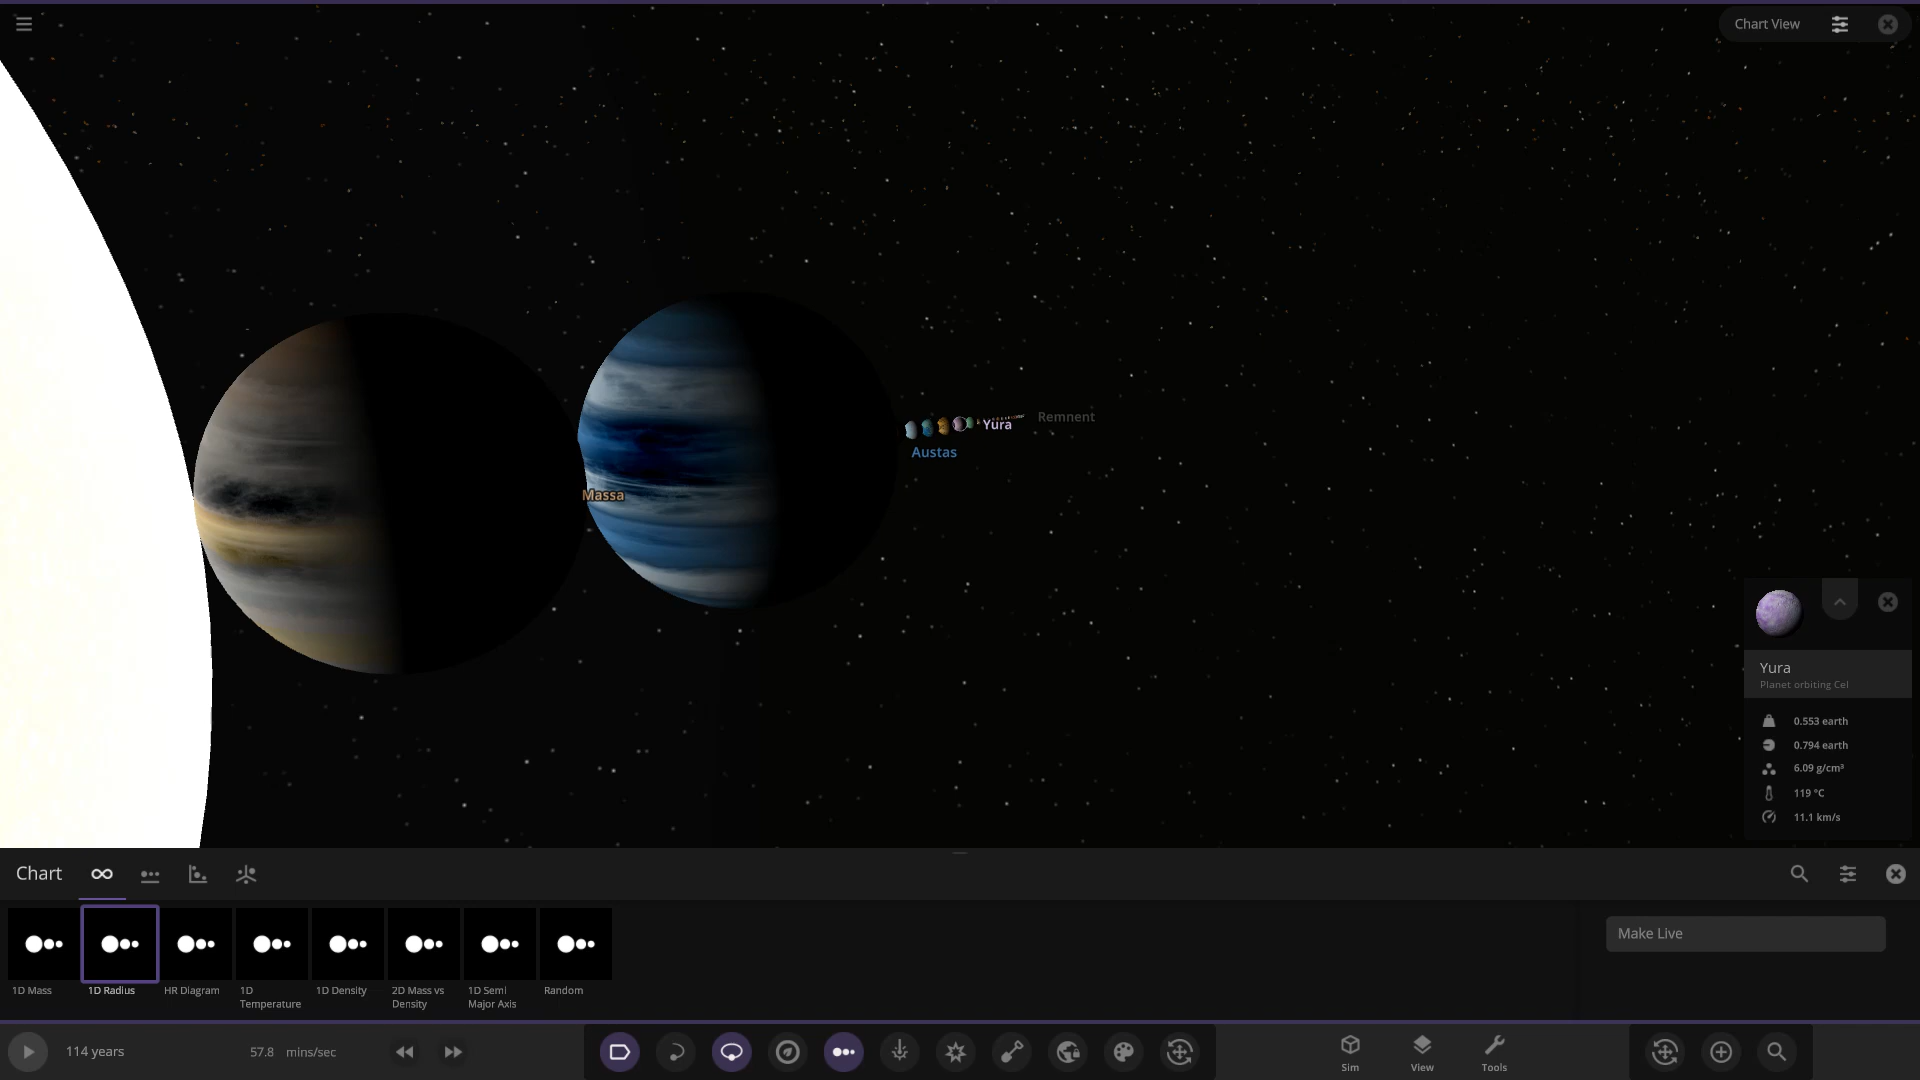 Chart View
Remnent
Yura
Austas
Massa
Yura
Planet orbiting Cel
0.553 earth
0.794 earth
6.09 g/cm³
119 °C
11.1 km/s
Chart
Make Live
1D Mass
1D Radius
HR Diagram
1D
Temperature
1D Density
2D Mass vs
Density
1D Semi
Major Axis
Random
114 years
57.8 mins/sec
Sim
View
Tools